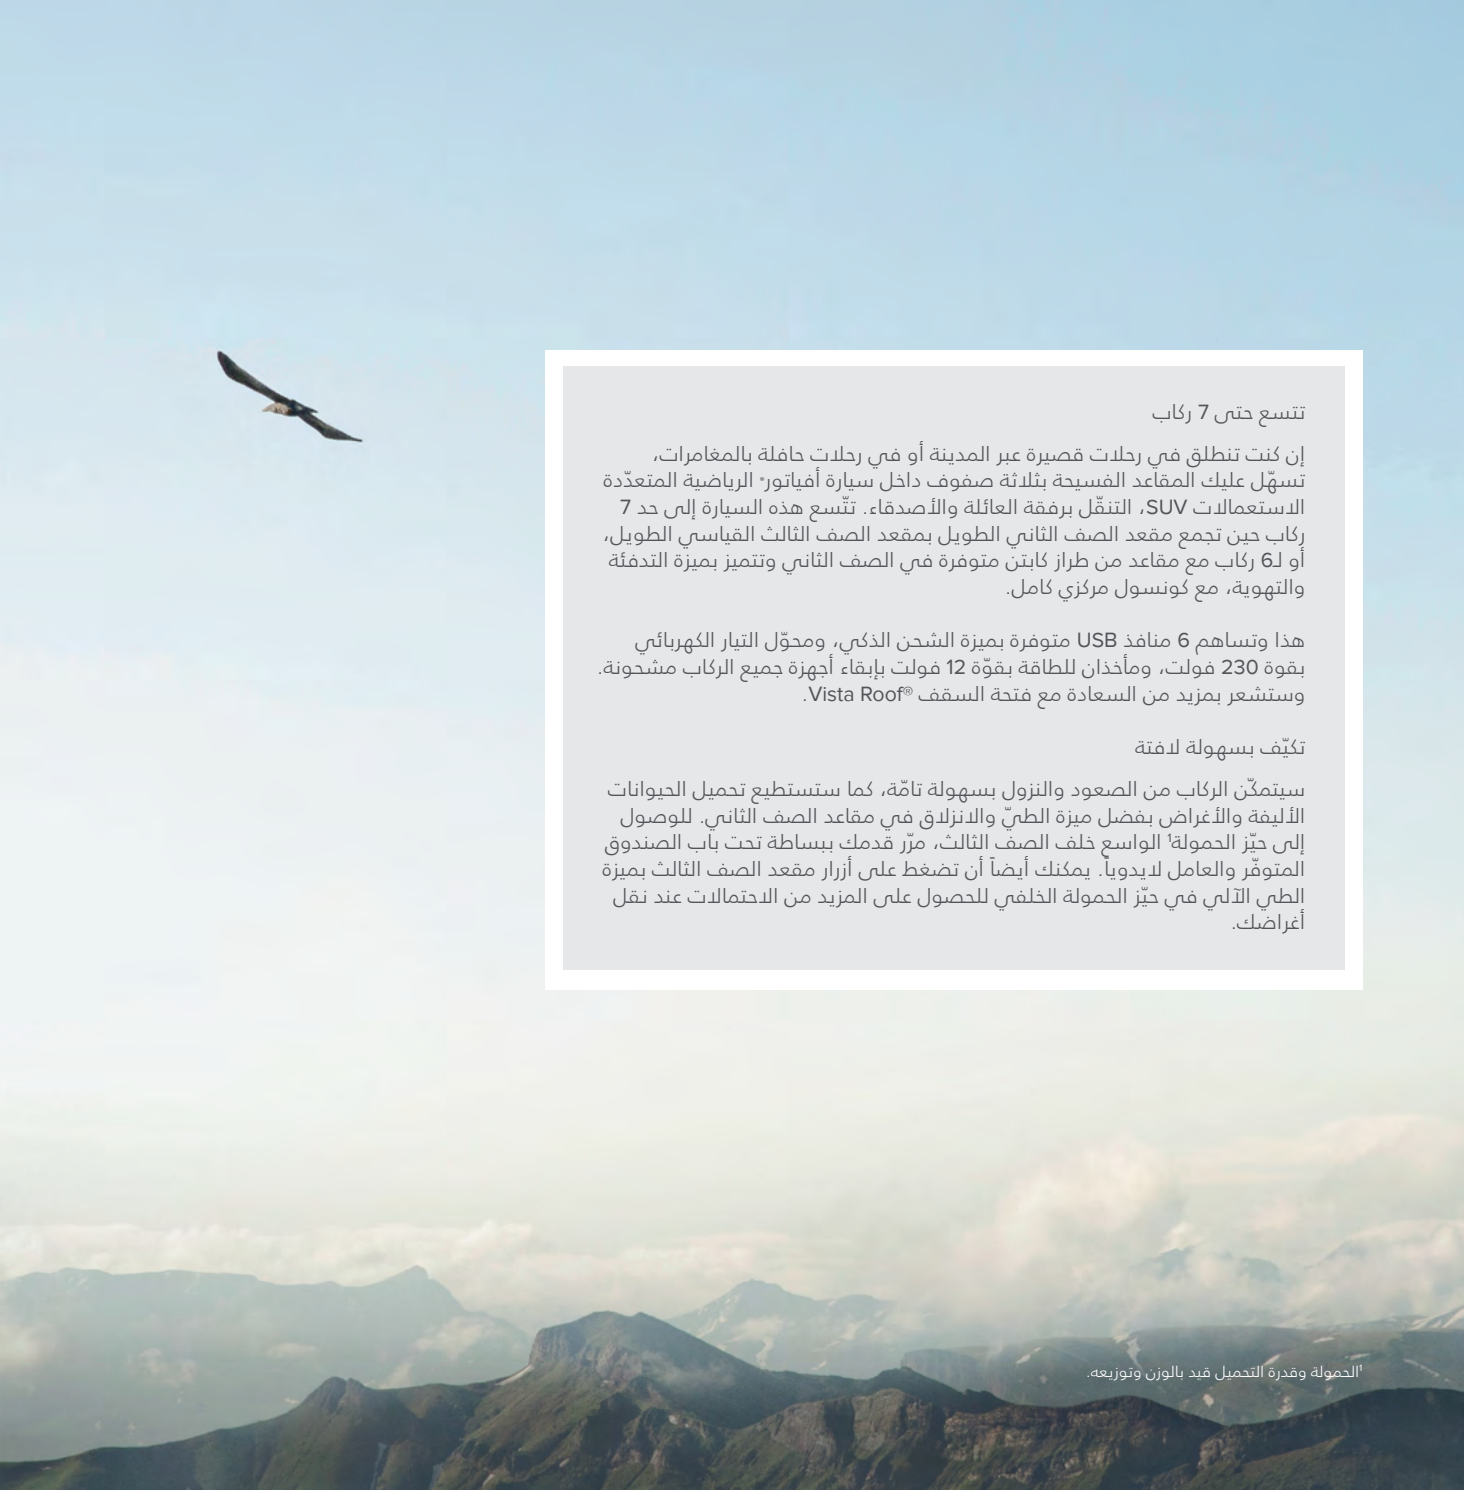 تتسع حتى 7 ركاب
إن كنت تنطلق في رحلات قصيرة عبر المدينة أو في رحلات حافلة بالمغامرات،
تسهّل عليك المقاعد الفسيحة بثلاثة صفوف داخل سيارة أڤياتور® الرياضية المتعدّدة
الاستعمالات SUV، التنقّل برفقة العائلة والأصدقاء. تتّسع هذه السيارة إلى حد 7
ركاب حين تجمع مقعد الصف الثاني الطويل بمقعد الصف الثالث القياسي الطويل،
أو لـ6 ركاب مع مقاعد من طراز كابتن متوفرة في الصف الثاني وتتميز بميزة التدفئة
والتهوية، مع كونسول مركزي كامل.
هذا وتساهم 6 منافذ USB متوفرة بميزة الشحن الذكي، ومحوّل التيار الكهربائي
بقوة 230 فولت، ومأخذان للطاقة بقوّة 12 فولت بإبقاء أجهزة جميع الركاب مشحونة.
وستشعر بمزيد من السعادة مع فتحة السقف Vista Roof®.
تكيّف بسهولة لافتة
سيتمكّن الركاب من الصعود والنزول بسهولة تامّة، كما ستستطيع تحميل الحيوانات
الأليفة والأغراض بفضل ميزة الطيّ والانزلاق في مقاعد الصف الثاني. للوصول
إلى حيّز الحمولة¹ الواسع خلف الصف الثالث، مرّر قدمك ببساطة تحت باب الصندوق
المتوفّر والعامل لايدوياً. يمكنك أيضاً أن تضغط على أزرار مقعد الصف الثالث بميزة
الطي الآلي في حيّز الحمولة الخلفي للحصول على المزيد من الاحتمالات عند نقل
أغراضك.
¹الحمولة وقدرة التحميل قيد بالوزن وتوزيعه.